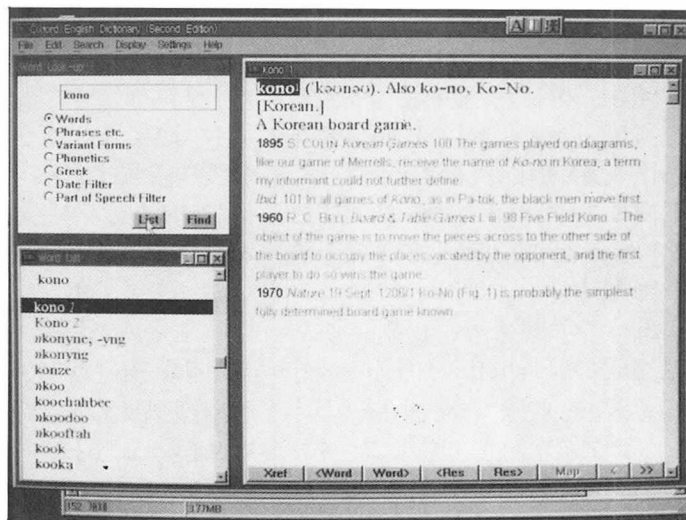 Oxford English Dictionary (Second Edition)
File Edit Search Display Settings Help
Word Look-up
kono
Words
Phrases etc.
Variant Forms
Phonetics
Greek
Date Filter
Part of Speech Filter
List Find
Word List
kono
kono 1
Kono 2
konyne, -yng
konyng
konze
koo
koochahbee
koodoo
kooftah
kook
kooka
Kono 1
kono¹ (ˈkəʊnəʊ). Also ko-no, Ko-No.
[Korean.]
A Korean board game.
1895 S. CULIN Korean Games 100 The games played on diagrams,
like our game of Merrells, receive the name of Ko-no in Korea, a term
my informant could not further define.
Ibid. 101 In all games of Kono, as in Pa-tok, the black men move first.
1960 R. C. BELL Board & Table Games I. iii. 98 Five Field Kono . The
object of the game is to move the pieces across to the other side of
the board to occupy the places vacated by the opponent, and the first
player to do so wins the game.
1970 Nature 19 Sept. 1206/1 Ko-No (Fig. 1) is probably the simplest
fully determined board game known.
Xref <Word Word> <Res Res> Map < >>
377MB